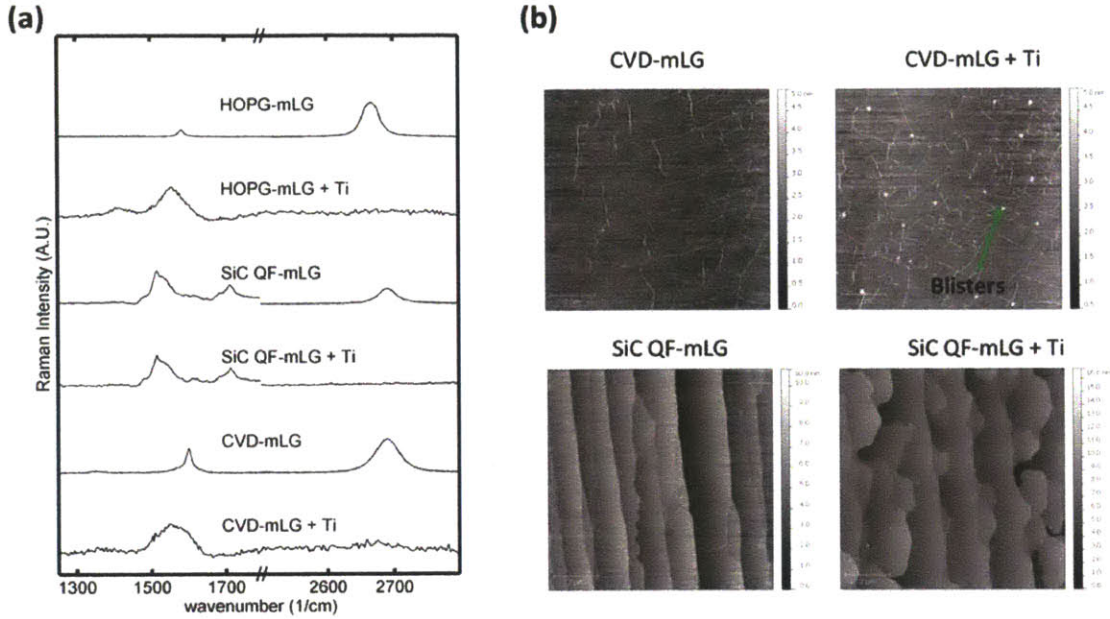 (a)
HOPG-mLG
HOPG-mLG + Ti
SiC QF-mLG
SiC QF-mLG + Ti
CVD-mLG
CVD-mLG + Ti
Raman Intensity (A.U.)
1300 1500 1700 2600 2700
wavenumber (1/cm)
(b)
CVD-mLG
CVD-mLG + Ti
Blisters
SiC QF-mLG
SiC QF-mLG + Ti